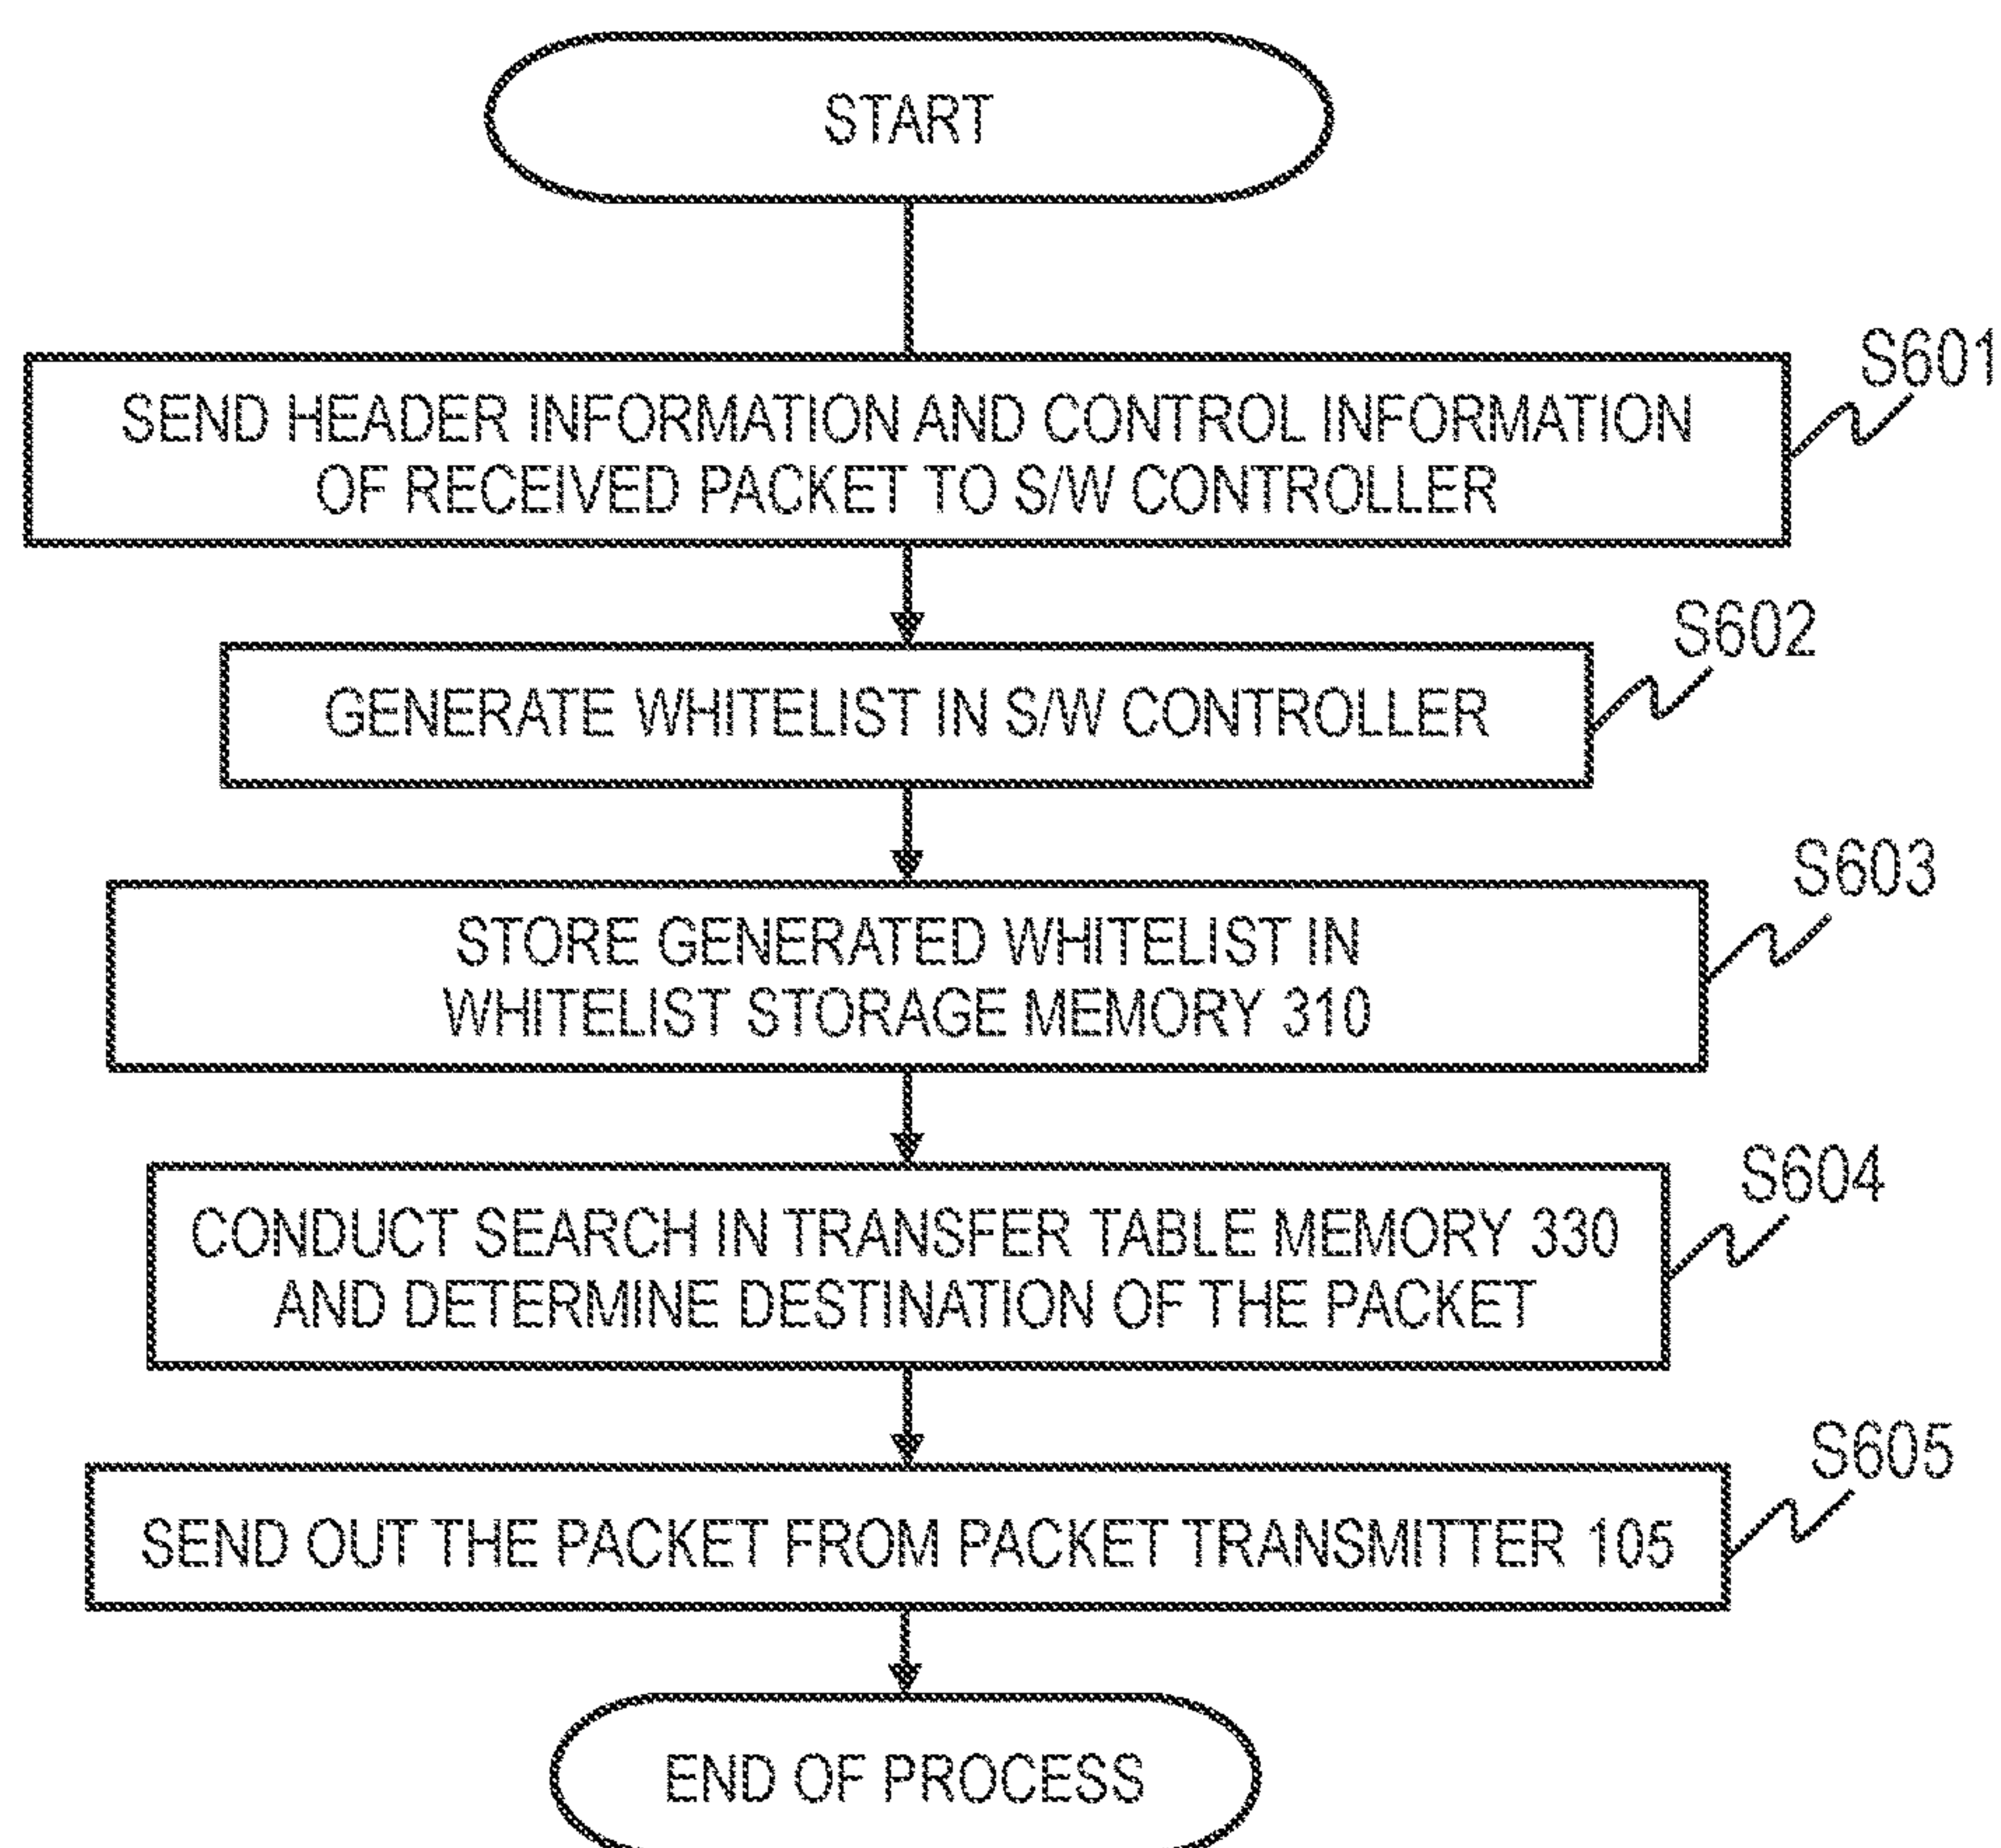 START
S601
SEND HEADER INFORMATION AND CONTROL INFORMATION
OF RECEIVED PACKET TO S/W CONTROLLER
S602
GENERATE WHITELIST IN S/W CONTROLLER
S603
STORE GENERATED WHITELIST IN
WHITELIST STORAGE MEMORY 310
S604
CONDUCT SEARCH IN TRANSFER TABLE MEMORY 330
AND DETERMINE DESTINATION OF THE PACKET
S605
SEND OUT THE PACKET FROM PACKET TRANSMITTER 105
END OF PROCESS